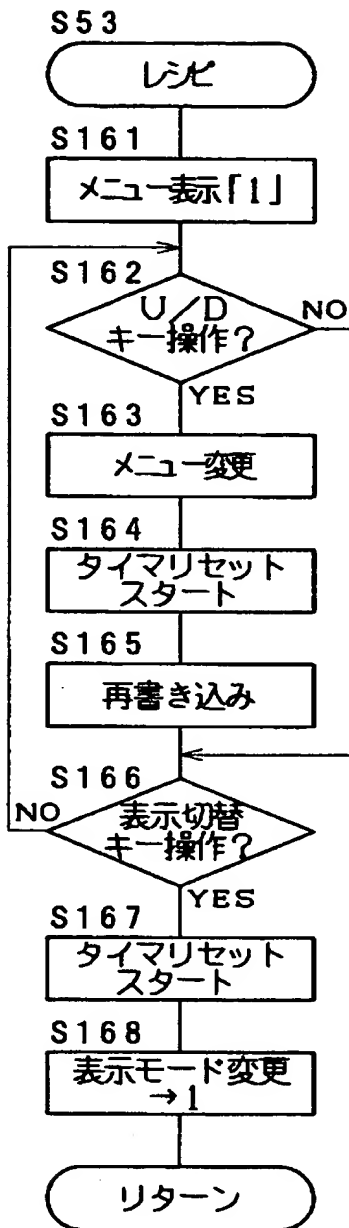 S53
レシピ
S161
メニュー表示「1」
S162
U／D
キー操作？
NO
YES
S163
メニュー変更
S164
タイマリセット
スタート
S165
再書き込み
S166
NO
表示切替
キー操作？
YES
S167
タイマリセット
スタート
S168
表示モード変更
→1
リターン